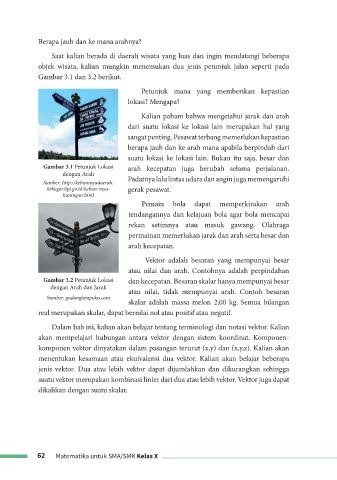 Berapa jauh dan ke mana arahnya?
Saat kalian berada di daerah wisata yang luas dan ingin mendatangi beberapa
objek wisata, kalian mungkin menemukan dua jenis petunjuk jalan seperti pada
Gambar 3.1 dan 3.2 berikut.
Gambar 3.1 Petunjuk Lokasi
dengan Arah
Sumber: http://kebunrayadaerah.
krbogor.lipi.go.id/kebun-raya-
kuningan.html
Gambar 3.2 Petunjuk Lokasi
dengan Arah dan Jarak
Sumber: gudanglampuku.com
Petunjuk mana yang memberikan kepastian
lokasi? Mengapa?
Kalian paham bahwa mengetahui jarak dan arah
dari suatu lokasi ke lokasi lain merupakan hal yang
sangat penting. Pesawat terbang memerlukan kepastian
berapa jauh dan ke arah mana apabila berpindah dari
suatu lokasi ke lokasi lain. Bukan itu saja, besar dan
arah kecepatan juga berubah selama perjalanan.
Padatnya lalu lintas udara dan angin juga memengaruhi
gerak pesawat.
Pemain bola dapat memperkirakan arah
tendangannya dan kelajuan bola agar bola mencapai
rekan setimnya atau masuk gawang. Olahraga
permainan memerlukan jarak dan arah serta besar dan
arah kecepatan.
Vektor adalah besaran yang mempunyai besar
atau nilai dan arah. Contohnya adalah perpindahan
dan kecepatan. Besaran skalar hanya mempunyai besar
atau nilai, tidak mempunyai arah. Contoh besaran
skalar adalah massa melon 2,00 kg. Semua bilangan
real merupakan skalar, dapat bernilai nol atau positif atau negatif.
Dalam bab ini, kalian akan belajar tentang terminologi dan notasi vektor. Kalian
akan mempelajari hubungan antara vektor dengan sistem koordinat. Komponen-
komponen vektor dinyatakan dalam pasangan terurut (x,y) dan (x,y,z). Kalian akan
menentukan kesamaan atau ekuivalensi dua vektor. Kalian akan belajar beberapa
jenis vektor. Dua atau lebih vektor dapat dijumlahkan dan dikurangkan sehingga
suatu vektor merupakan kombinasi linier dari dua atau lebih vektor. Vektor juga dapat
dikalikan dengan suatu skalar.
62 Matematika untuk SMA/SMK Kelas X